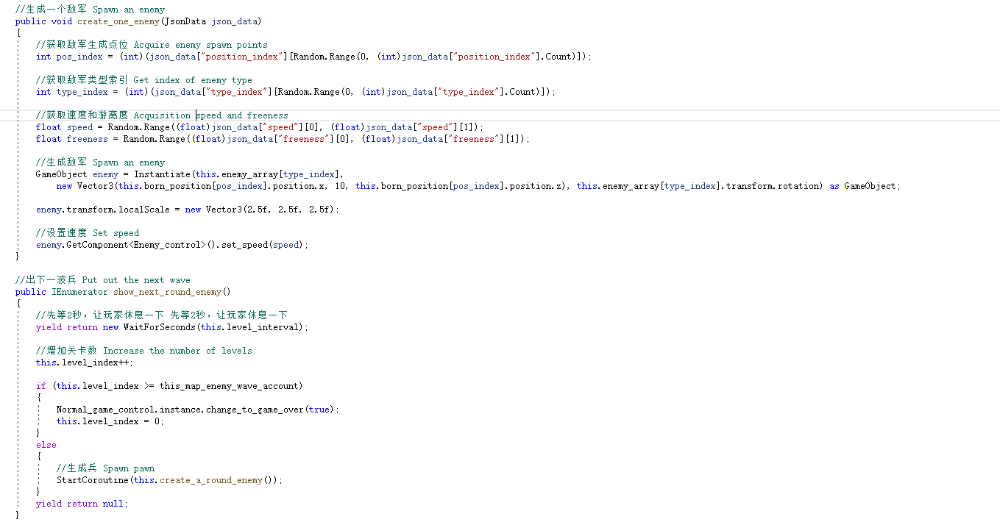 //生成一个敌军 Spawn an enemy
public void create_one_enemy(JsonData json_data)
{
//获取敌军生成点位 Acquire enemy spawn points
int pos_index = (int)(json_data["position_index"][Random.Range(0, (int)json_data["position_index"].Count)]);
//获取敌军类型索引 Get index of enemy type
int type_index = (int)(json_data["type_index"][Random.Range(0, (int)json_data["type_index"].Count)]);
//获取速度和游离度 Acquisition speed and freeness
float speed = Random.Range((float)json_data["speed"][0], (float)json_data["speed"][1]);
float freeness = Random.Range((float)json_data["freeness"][0], (float)json_data["freeness"][1]);
//生成敌军 Spawn an enemy
GameObject enemy = Instantiate(this.enemy_array[type_index],
new Vector3(this.born_position[pos_index].position.x, 10, this.born_position[pos_index].position.z), this.enemy_array[type_index].transform.rotation) as GameObject;
enemy.transform.localScale = new Vector3(2.5f, 2.5f, 2.5f);
//设置速度 Set speed
enemy.GetComponent<Enemy_control>().set_speed(speed);
}
//出下一波兵 Put out the next wave
public IEnumerator show_next_round_enemy()
{
//先等2秒，让玩家休息一下 先等2秒，让玩家休息一下
yield return new WaitForSeconds(this.level_interval);
//增加关卡数 Increase the number of levels
this.level_index++;
if (this.level_index >= this_map_enemy_wave_account)
{
Normal_game_control.instance.change_to_game_over(true);
this.level_index = 0;
}
else
{
//生成兵 Spawn pawn
StartCoroutine(this.create_a_round_enemy());
}
yield return null;
}